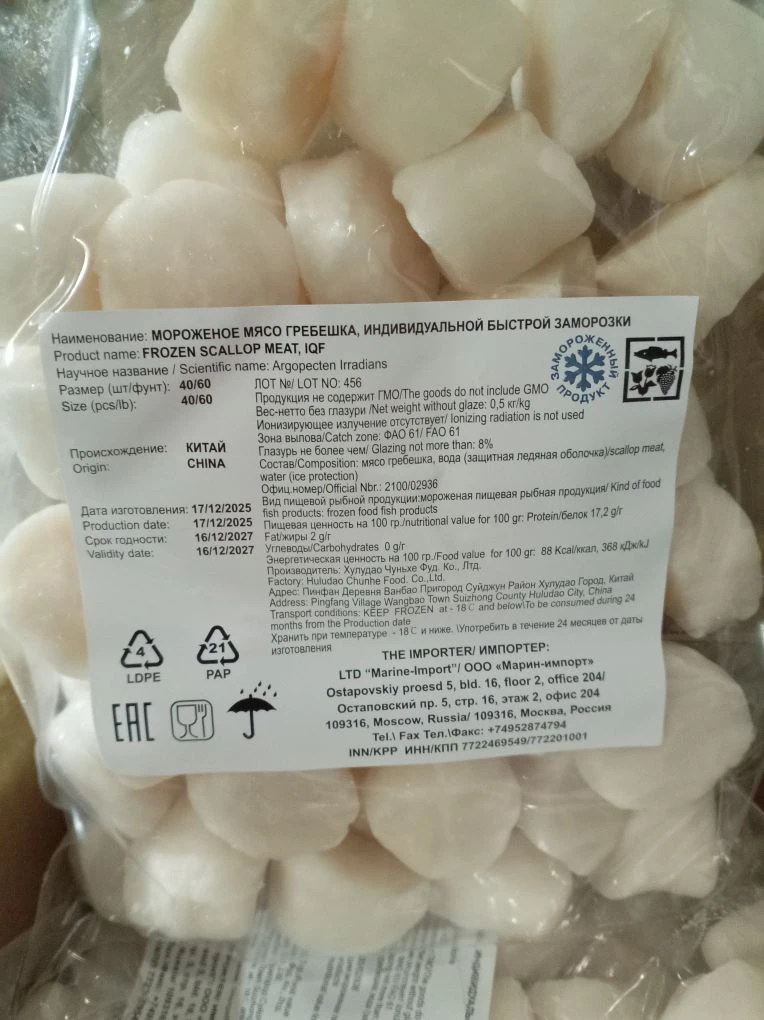 Наименование: МОРОЖЕНОЕ МЯСО ГРЕБЕШКА, ИНДИВИДУАЛЬНОЙ БЫСТРОЙ ЗАМОРОЗКИ
Product name: FROZEN SCALLOP MEAT, IQF
Научное название / Scientific name: Argopecten Irradians
Размер (шт/фунт): 40/60
Size (pcs/lb): 40/60
Происхождение: КИТАЙ
Origin: CHINA
Дата изготовления: 17/12/2025
Production date: 17/12/2025
Срок годности: 16/12/2027
Validity date: 16/12/2027
ЛОТ №/ LOT NO: 456
Продукция не содержит ГМО/The goods do not include GMO
Вес-нетто без глазури /Net weight without glaze: 0,5 кг/kg
Ионизирующее излучение отсутствует/ Ionizing radiation is not used
Зона вылова/Catch zone: ФАО 61/ FAO 61
Глазурь не более чем/ Glazing not more than: 8%
Состав/Composition: мясо гребешка, вода (защитная ледяная оболочка)/scallop meat,
water (ice protection)
Офиц.номер/Official Nbr.: 2100/02936
Вид пищевой рыбной продукции:мороженая пищевая рыбная продукция/ Kind of food
fish products: frozen food fish products
Пищевая ценность на 100 гр./nutritional value for 100 gr: Protein/белок 17,2 g/г
Fat/жиры 2 g/г
Углеводы/Carbohydrates 0 g/г
Энергетическая ценность на 100 гр./Food value for 100 gr: 88 Kcal/ккал, 368 кДж/kJ
Производитель: Хулудао Чуньхе Фуд. Ко., Лтд.
Factory: Huludao Chunhe Food. Co.,Ltd.
Адрес: Пинфан Деревня Ванбао Пригород Суйджун Район Хулудао Город, Китай
Address: Pingfang Village Wangbao Town Suizhong County Huludao City, China
Transport conditions: KEEP FROZEN at - 18℃ and below\To be consumed during 24
months from the Production date
Хранить при температуре - 18℃ и ниже. \Употребить в течение 24 месяцев от даты
изготовления
ЗАМОРОЖЕННЫЙ ПРОДУКТ
4
LDPE
21
PAP
EAC
THE IMPORTER/ ИМПОРТЕР:
LTD "Marine-Import"/ ООО «Марин-импорт»
Ostapovskiy proesd 5, bld. 16, floor 2, office 204/
Остаповский пр. 5, стр. 16, этаж 2, офис 204
109316, Moscow, Russia/ 109316, Москва, Россия
Tel.\ Fax Тел.\Факс: +74952874794
INN/KPP ИНН/КПП 7722469549/772201001